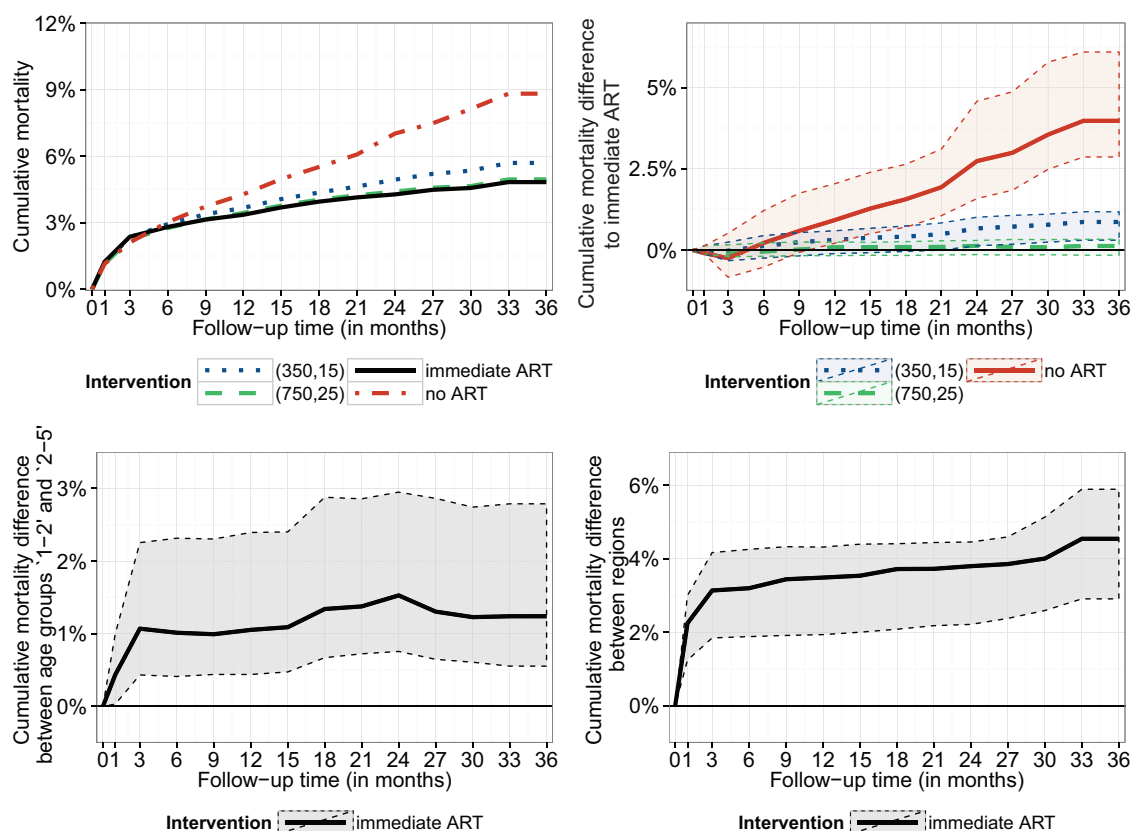 Cumulative mortality
12%
9%
6%
3%
0%
0 1 3 6 9 12 15 18 21 24 27 30 33 36
Follow−up time (in months)
Intervention (350,15) immediate ART
(750,25) no ART
Cumulative mortality difference
to immediate ART
5%
2.5%
0%
0 1 3 6 9 12 15 18 21 24 27 30 33 36
Follow−up time (in months)
Intervention (350,15) no ART
(750,25)
Cumulative mortality difference
between age groups `1−2' and `2−5'
3%
2%
1%
0%
0 1 3 6 9 12 15 18 21 24 27 30 33 36
Follow−up time (in months)
Intervention immediate ART
Cumulative mortality difference
between regions
6%
4%
2%
0%
0 1 3 6 9 12 15 18 21 24 27 30 33 36
Follow−up time (in months)
Intervention immediate ART